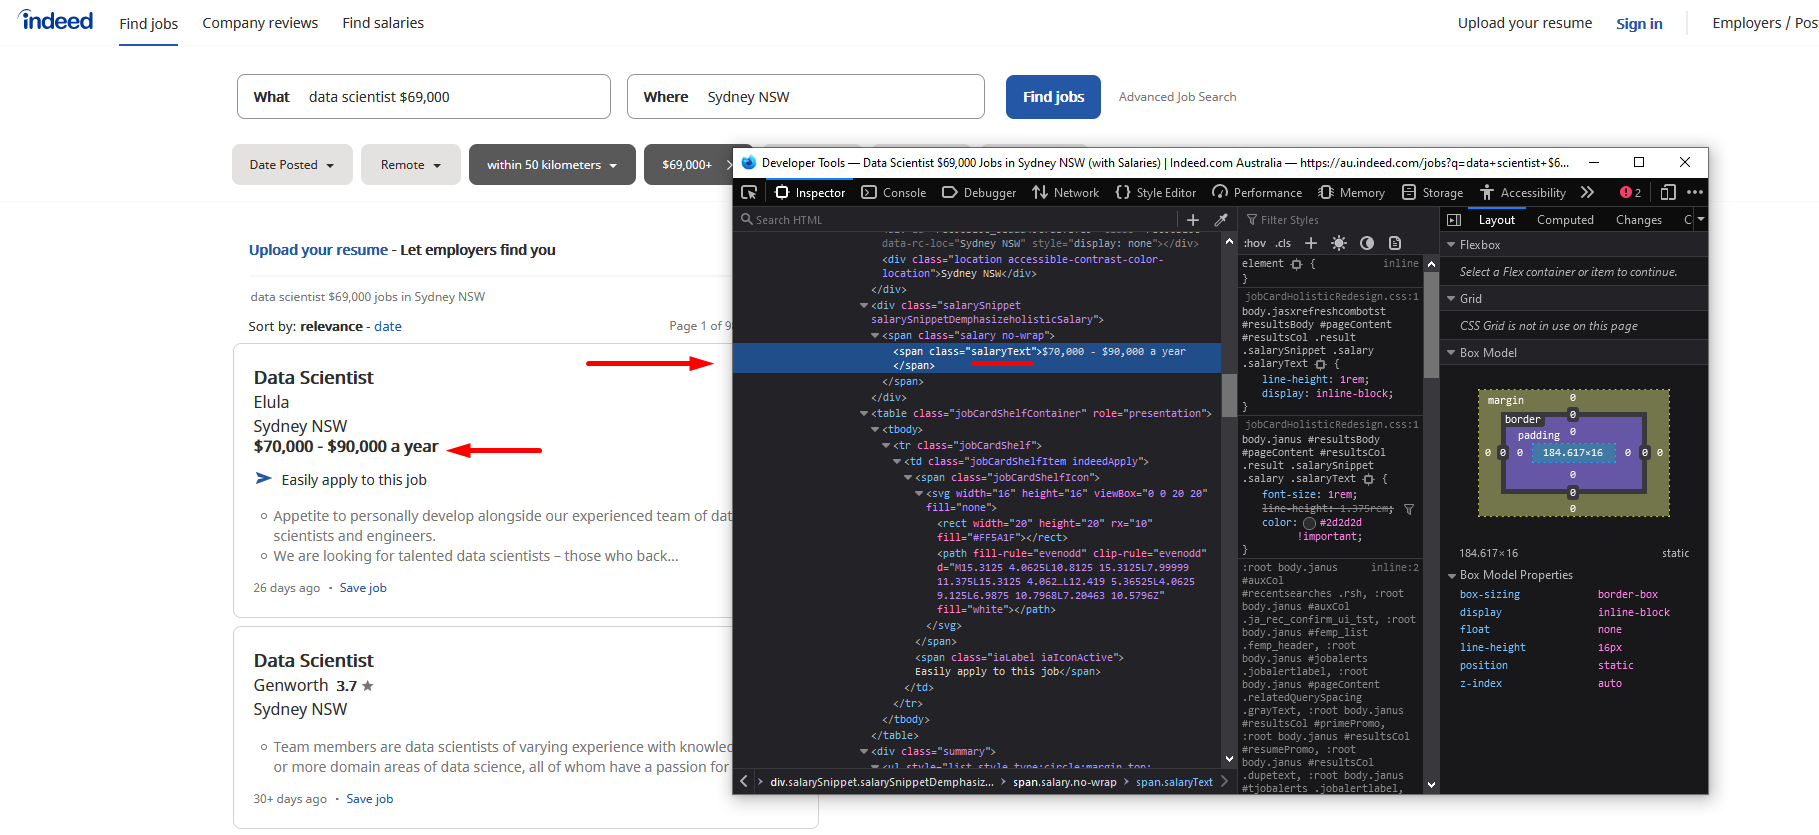 indeed
Find jobs
Company reviews
Find salaries
Upload your resume
Sign in
Employers / Pos
What data scientist $69,000
Where Sydney NSW
Find jobs
Advanced Job Search
Date Posted
Remote
within 50 kilometers
$69,000+
Upload your resume - Let employers find you
data scientist $69,000 jobs in Sydney NSW
Sort by: relevance - date
Page 1 of 9
Data Scientist
Elula
Sydney NSW
$70,000 - $90,000 a year
Easily apply to this job
Appetite to personally develop alongside our experienced team of dat
scientists and engineers.
We are looking for talented data scientists – those who back...
26 days ago · Save job
Data Scientist
Genworth 3.7 ★
Sydney NSW
Team members are data scientists of varying experience with knowled
or more domain areas of data science, all of whom have a passion for
30+ days ago · Save job
Developer Tools — Data Scientist $69,000 Jobs in Sydney NSW (with Salaries) | Indeed.com Australia — https://au.indeed.com/jobs?q=data+scientist+$6...
Inspector
Console
Debugger
Network
Style Editor
Performance
Memory
Storage
Accessibility
2
Search HTML
data-rc-loc="Sydney NSW" style="display: none"></div>
<div class="location accessible-contrast-color-
location">Sydney NSW</div>
</div>
<div class="salarySnippet
salarySnippetDemphasizeholisticSalary">
<span class="salary no-wrap">
<span class="salaryText">$70,000 - $90,000 a year
</span>
</span>
</div>
<table class="jobCardShelfContainer" role="presentation">
<tbody>
<tr class="jobCardShelf">
<td class="jobCardShelfItem indeedApply">
<span class="jobCardShelfIcon">
<svg width="16" height="16" viewBox="0 0 20 20"
fill="none">
<rect width="20" height="20" rx="10"
fill="#FF5A1F"></rect>
<path fill-rule="evenodd" clip-rule="evenodd"
d="M15.3125 4.0625L10.8125 15.3125L7.99999
11.375L15.3125 4.062…L12.419 5.36525L4.0625
9.125L6.9875 10.7968L7.20463 10.5796Z"
fill="white"></path>
</svg>
</span>
<span class="iaLabel iaIconActive">
Easily apply to this job</span>
</td>
</tr>
</tbody>
</table>
<div class="summary">
<ul style="list-style-type:circle;margin-top:
div.salarySnippet.salarySnippetDemphasiz...
span.salary.no-wrap
span.salaryText
Filter Styles
:hov .cls
element { inline
}
jobCardHolisticRedesign.css:1
body.jasxrefreshcombotst
#resultsBody #pageContent
#resultsCol .result
.salarySnippet .salary
.salaryText {
line-height: 1rem;
display: inline-block;
}
jobCardHolisticRedesign.css:1
body.janus #resultsBody
#pageContent #resultsCol
.result .salarySnippet
.salary .salaryText {
font-size: 1rem;
line-height: 1.375rem;
color: #2d2d2d
!important;
}
:root body.janus inline:2
#auxCol
#recentsearches .rsh, :root
body.janus #auxCol
.ja_rec_confirm_ui_tst, :root
body.janus #femp_list
.femp_header, :root
body.janus #jobalerts
.jobalertlabel, :root
body.janus #pageContent
.relatedQuerySpacing
.grayText, :root body.janus
#resultsCol #primePromo,
:root body.janus #resultsCol
#resumePromo, :root
body.janus #resultsCol
.dupetext, :root body.janus
#tjobalerts .jobalertlabel,
Layout
Computed
Changes
C
Flexbox
Select a Flex container or item to continue.
Grid
CSS Grid is not in use on this page
Box Model
margin 0
border 0
padding 0
0 0 0 184.617×16 0 0 0
0
0
0
184.617×16 static
Box Model Properties
box-sizing border-box
display inline-block
float none
line-height 16px
position static
z-index auto